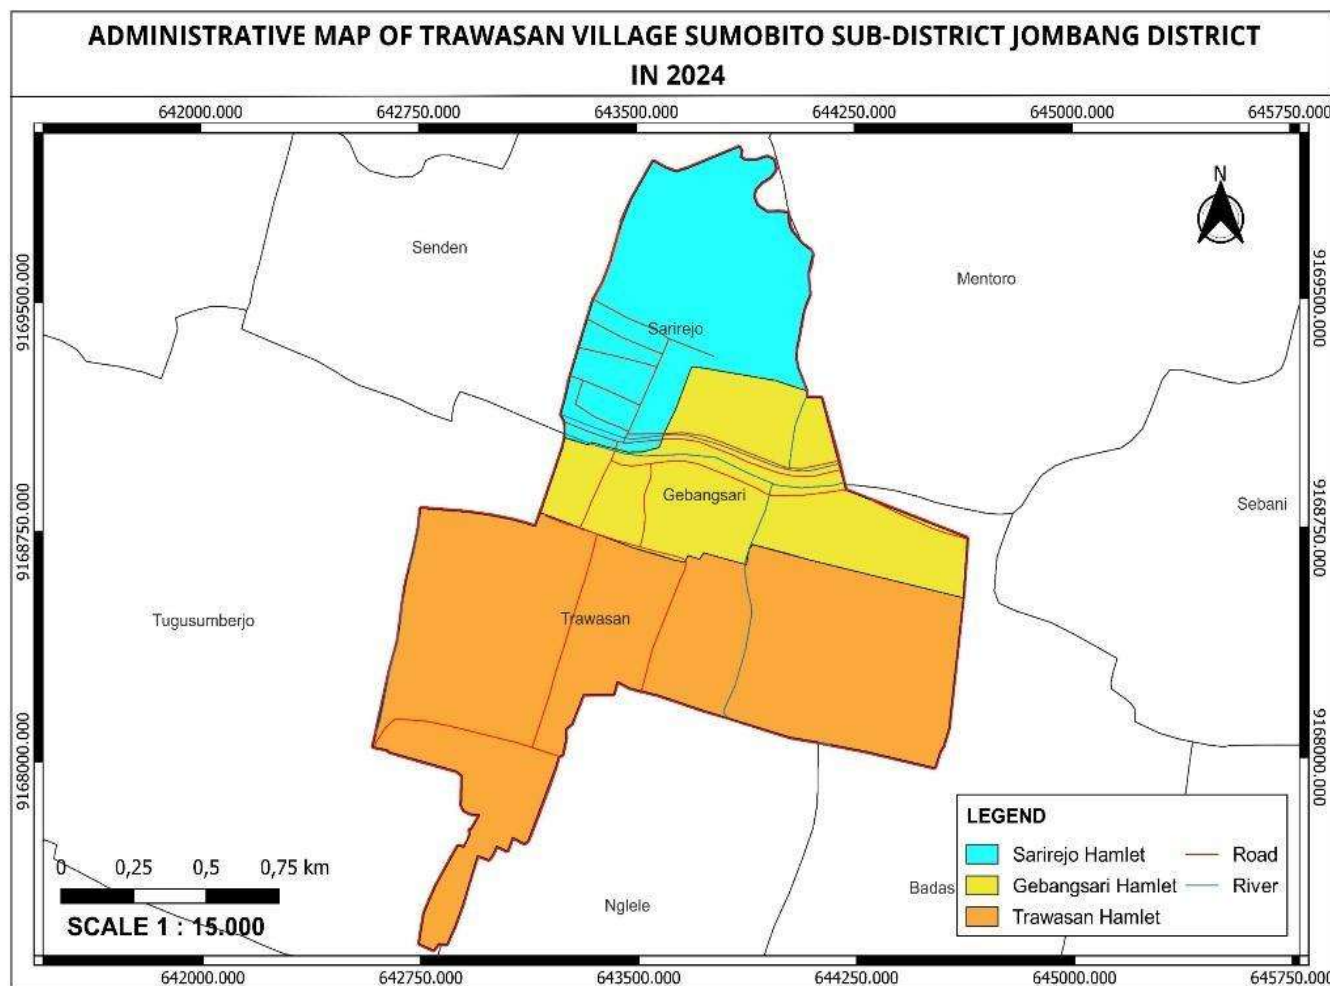 ADMINISTRATIVE MAP OF TRAWASAN VILLAGE SUMOBITO SUB-DISTRICT JOMBANG DISTRICT
IN 2024
642000.000 642750.000 643500.000 644250.000 645000.000 645750.000
N
Senden
Mentoro
9169500.000 9169500.000
Sarirejo
Gebangsari
Sebani
9168750.000 9168750.000
Tugusumberjo
Trawasan
9168000.000 9168000.000
LEGEND
Sarirejo Hamlet Road
Gebangsari Hamlet River
Trawasan Hamlet
0 0,25 0,5 0,75 km
SCALE 1 : 15.000
Nglele
Badas
642000.000 642750.000 643500.000 644250.000 645000.000 645750.000